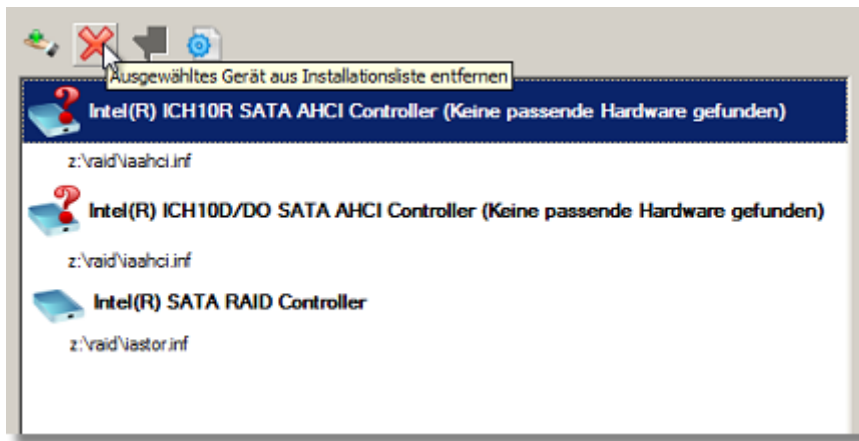 Ausgewähltes Gerät aus Installationsliste entfernen
Intel(R) ICH10R SATA AHCI Controller (Keine passende Hardware gefunden)
z:\raid\iaahci.inf
Intel(R) ICH10D/DO SATA AHCI Controller (Keine passende Hardware gefunden)
z:\raid\iaahci.inf
Intel(R) SATA RAID Controller
z:\raid\iastor.inf